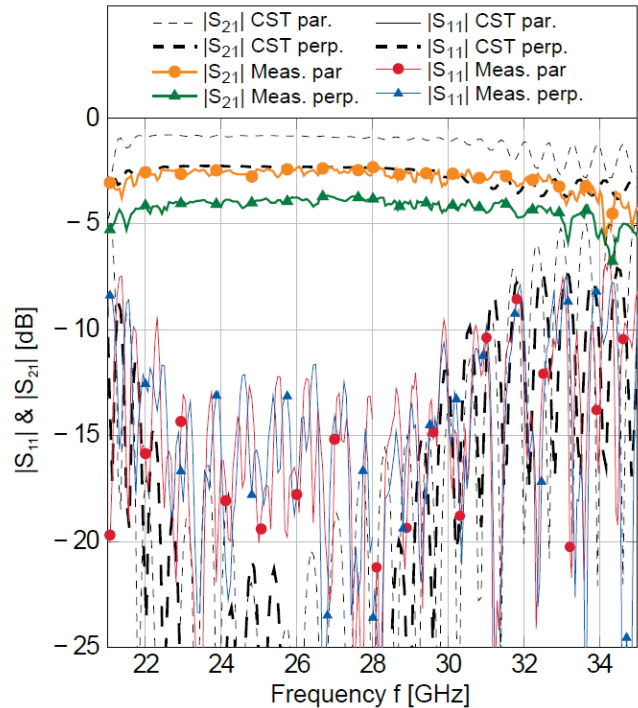 |S21| CST par. |S11| CST par.
|S21| CST perp. |S11| CST perp.
|S21| Meas. par |S11| Meas. par
|S21| Meas. perp. |S11| Meas. perp.
0
− 5
− 10
− 15
− 20
− 25
|S11| & |S21| [dB]
22 24 26 28 30 32 34
Frequency f [GHz]